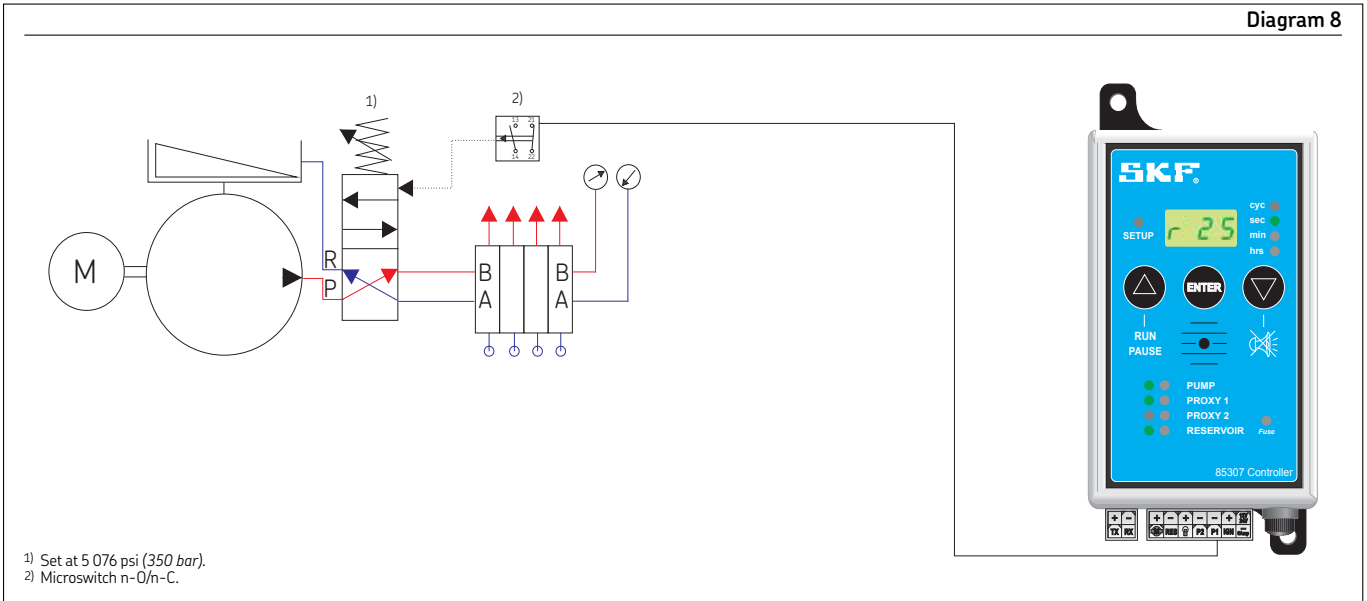 Diagram 8
1)
2)
13 21
14 22
M
R
P
B
A
B
A
SKF®
SETUP
r 25
cyc
sec
min
hrs
ENTER
RUN
PAUSE
PUMP
PROXY 1
PROXY 2
RESERVOIR
Fuse
85307 Controller
+ -
TX RX
+ - + - - +
M RES P2 P1 IGN
1) Set at 5 076 psi (350 bar).
2) Microswitch n-O/n-C.